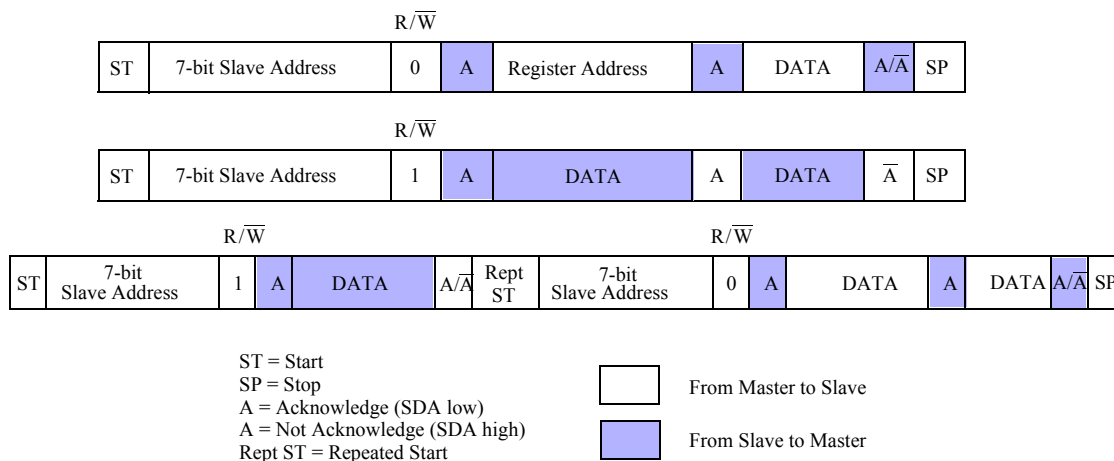 R/W̅
ST 7-bit Slave Address 0 A Register Address A DATA A/A̅ SP
R/W̅
ST 7-bit Slave Address 1 A DATA A DATA A̅ SP
R/W̅ R/W̅
ST 7-bit Slave Address 1 A DATA A/A̅ Rept ST 7-bit Slave Address 0 A DATA A DATA A/A̅ SP
ST = Start
SP = Stop
A = Acknowledge (SDA low)
A = Not Acknowledge (SDA high)
Rept ST = Repeated Start
From Master to Slave
From Slave to Master